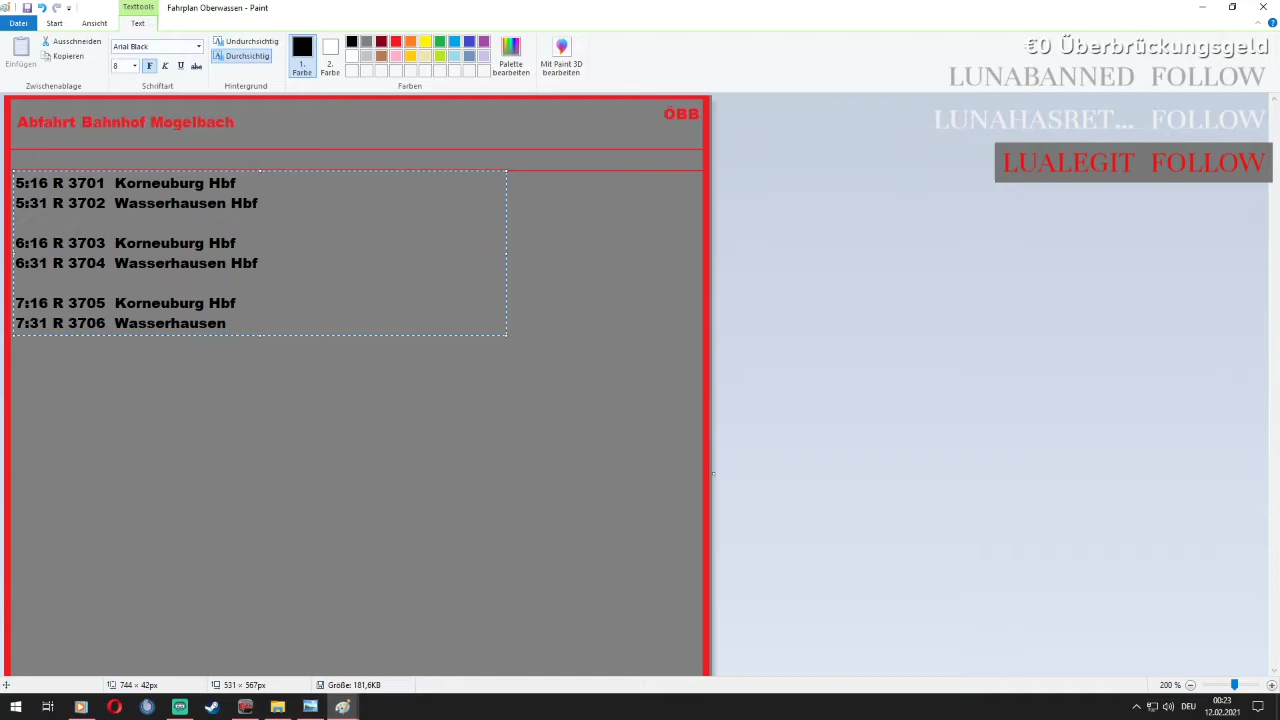 Texttools
Fahrplan Oberwassen - Paint
Datei
Start
Ansicht
Text
Einfügen
Ausschneiden
Kopieren
Zwischenablage
Arial Black
8
F K U abc
Schriftart
Undurchsichtig
Durchsichtig
Hintergrund
1. Farbe
2. Farbe
Palette bearbeiten
Mit Paint 3D bearbeiten
Farben
€0 Überbrückungsgeld
LUNABANNED FOLLOW
LUNAHASRET... FOLLOW
LUALEGIT FOLLOW
Abfahrt Bahnhof Mogelbach
ÖBB
5:16 R 3701 Korneuburg Hbf
5:31 R 3702 Wasserhausen Hbf
6:16 R 3703 Korneuburg Hbf
6:31 R 3704 Wasserhausen Hbf
7:16 R 3705 Korneuburg Hbf
7:31 R 3706 Wasserhausen
744 × 42px
531 × 567px
Größe: 181,6KB
200 %
DEU
00:23
12.02.2021